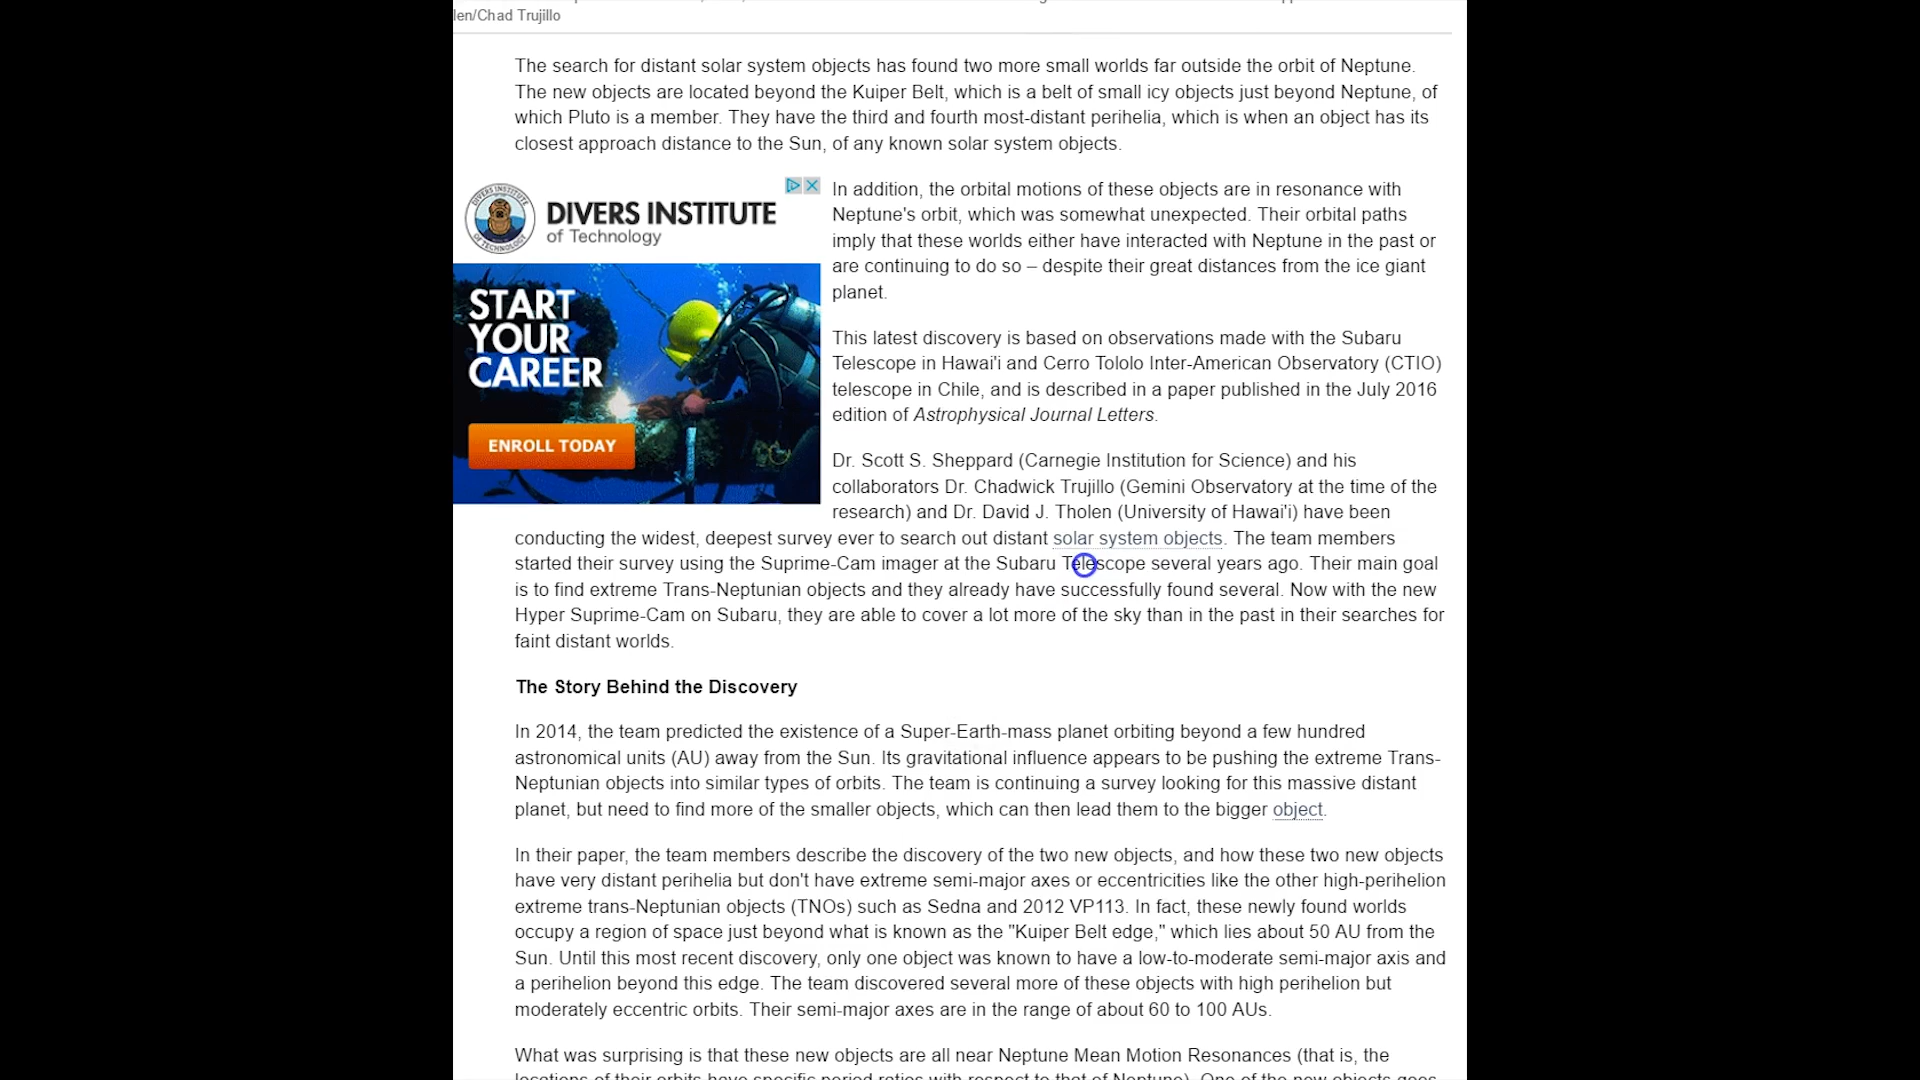 len/Chad Trujillo
The search for distant solar system objects has found two more small worlds far outside the orbit of Neptune.
The new objects are located beyond the Kuiper Belt, which is a belt of small icy objects just beyond Neptune, of
which Pluto is a member. They have the third and fourth most-distant perihelia, which is when an object has its
closest approach distance to the Sun, of any known solar system objects.
DIVERS INSTITUTE
of Technology
DIVERS INSTITUTE
OF TECHNOLOGY
START
YOUR
CAREER
ENROLL TODAY
In addition, the orbital motions of these objects are in resonance with
Neptune's orbit, which was somewhat unexpected. Their orbital paths
imply that these worlds either have interacted with Neptune in the past or
are continuing to do so – despite their great distances from the ice giant
planet.
This latest discovery is based on observations made with the Subaru
Telescope in Hawai'i and Cerro Tololo Inter-American Observatory (CTIO)
telescope in Chile, and is described in a paper published in the July 2016
edition of Astrophysical Journal Letters.
Dr. Scott S. Sheppard (Carnegie Institution for Science) and his
collaborators Dr. Chadwick Trujillo (Gemini Observatory at the time of the
research) and Dr. David J. Tholen (University of Hawai'i) have been
conducting the widest, deepest survey ever to search out distant solar system objects. The team members
started their survey using the Suprime-Cam imager at the Subaru Telescope several years ago. Their main goal
is to find extreme Trans-Neptunian objects and they already have successfully found several. Now with the new
Hyper Suprime-Cam on Subaru, they are able to cover a lot more of the sky than in the past in their searches for
faint distant worlds.
The Story Behind the Discovery
In 2014, the team predicted the existence of a Super-Earth-mass planet orbiting beyond a few hundred
astronomical units (AU) away from the Sun. Its gravitational influence appears to be pushing the extreme Trans-
Neptunian objects into similar types of orbits. The team is continuing a survey looking for this massive distant
planet, but need to find more of the smaller objects, which can then lead them to the bigger object.
In their paper, the team members describe the discovery of the two new objects, and how these two new objects
have very distant perihelia but don't have extreme semi-major axes or eccentricities like the other high-perihelion
extreme trans-Neptunian objects (TNOs) such as Sedna and 2012 VP113. In fact, these newly found worlds
occupy a region of space just beyond what is known as the "Kuiper Belt edge," which lies about 50 AU from the
Sun. Until this most recent discovery, only one object was known to have a low-to-moderate semi-major axis and
a perihelion beyond this edge. The team discovered several more of these objects with high perihelion but
moderately eccentric orbits. Their semi-major axes are in the range of about 60 to 100 AUs.
What was surprising is that these new objects are all near Neptune Mean Motion Resonances (that is, the
locations of their orbits have specific period ratios with respect to that of Neptune). One of the new objects goes